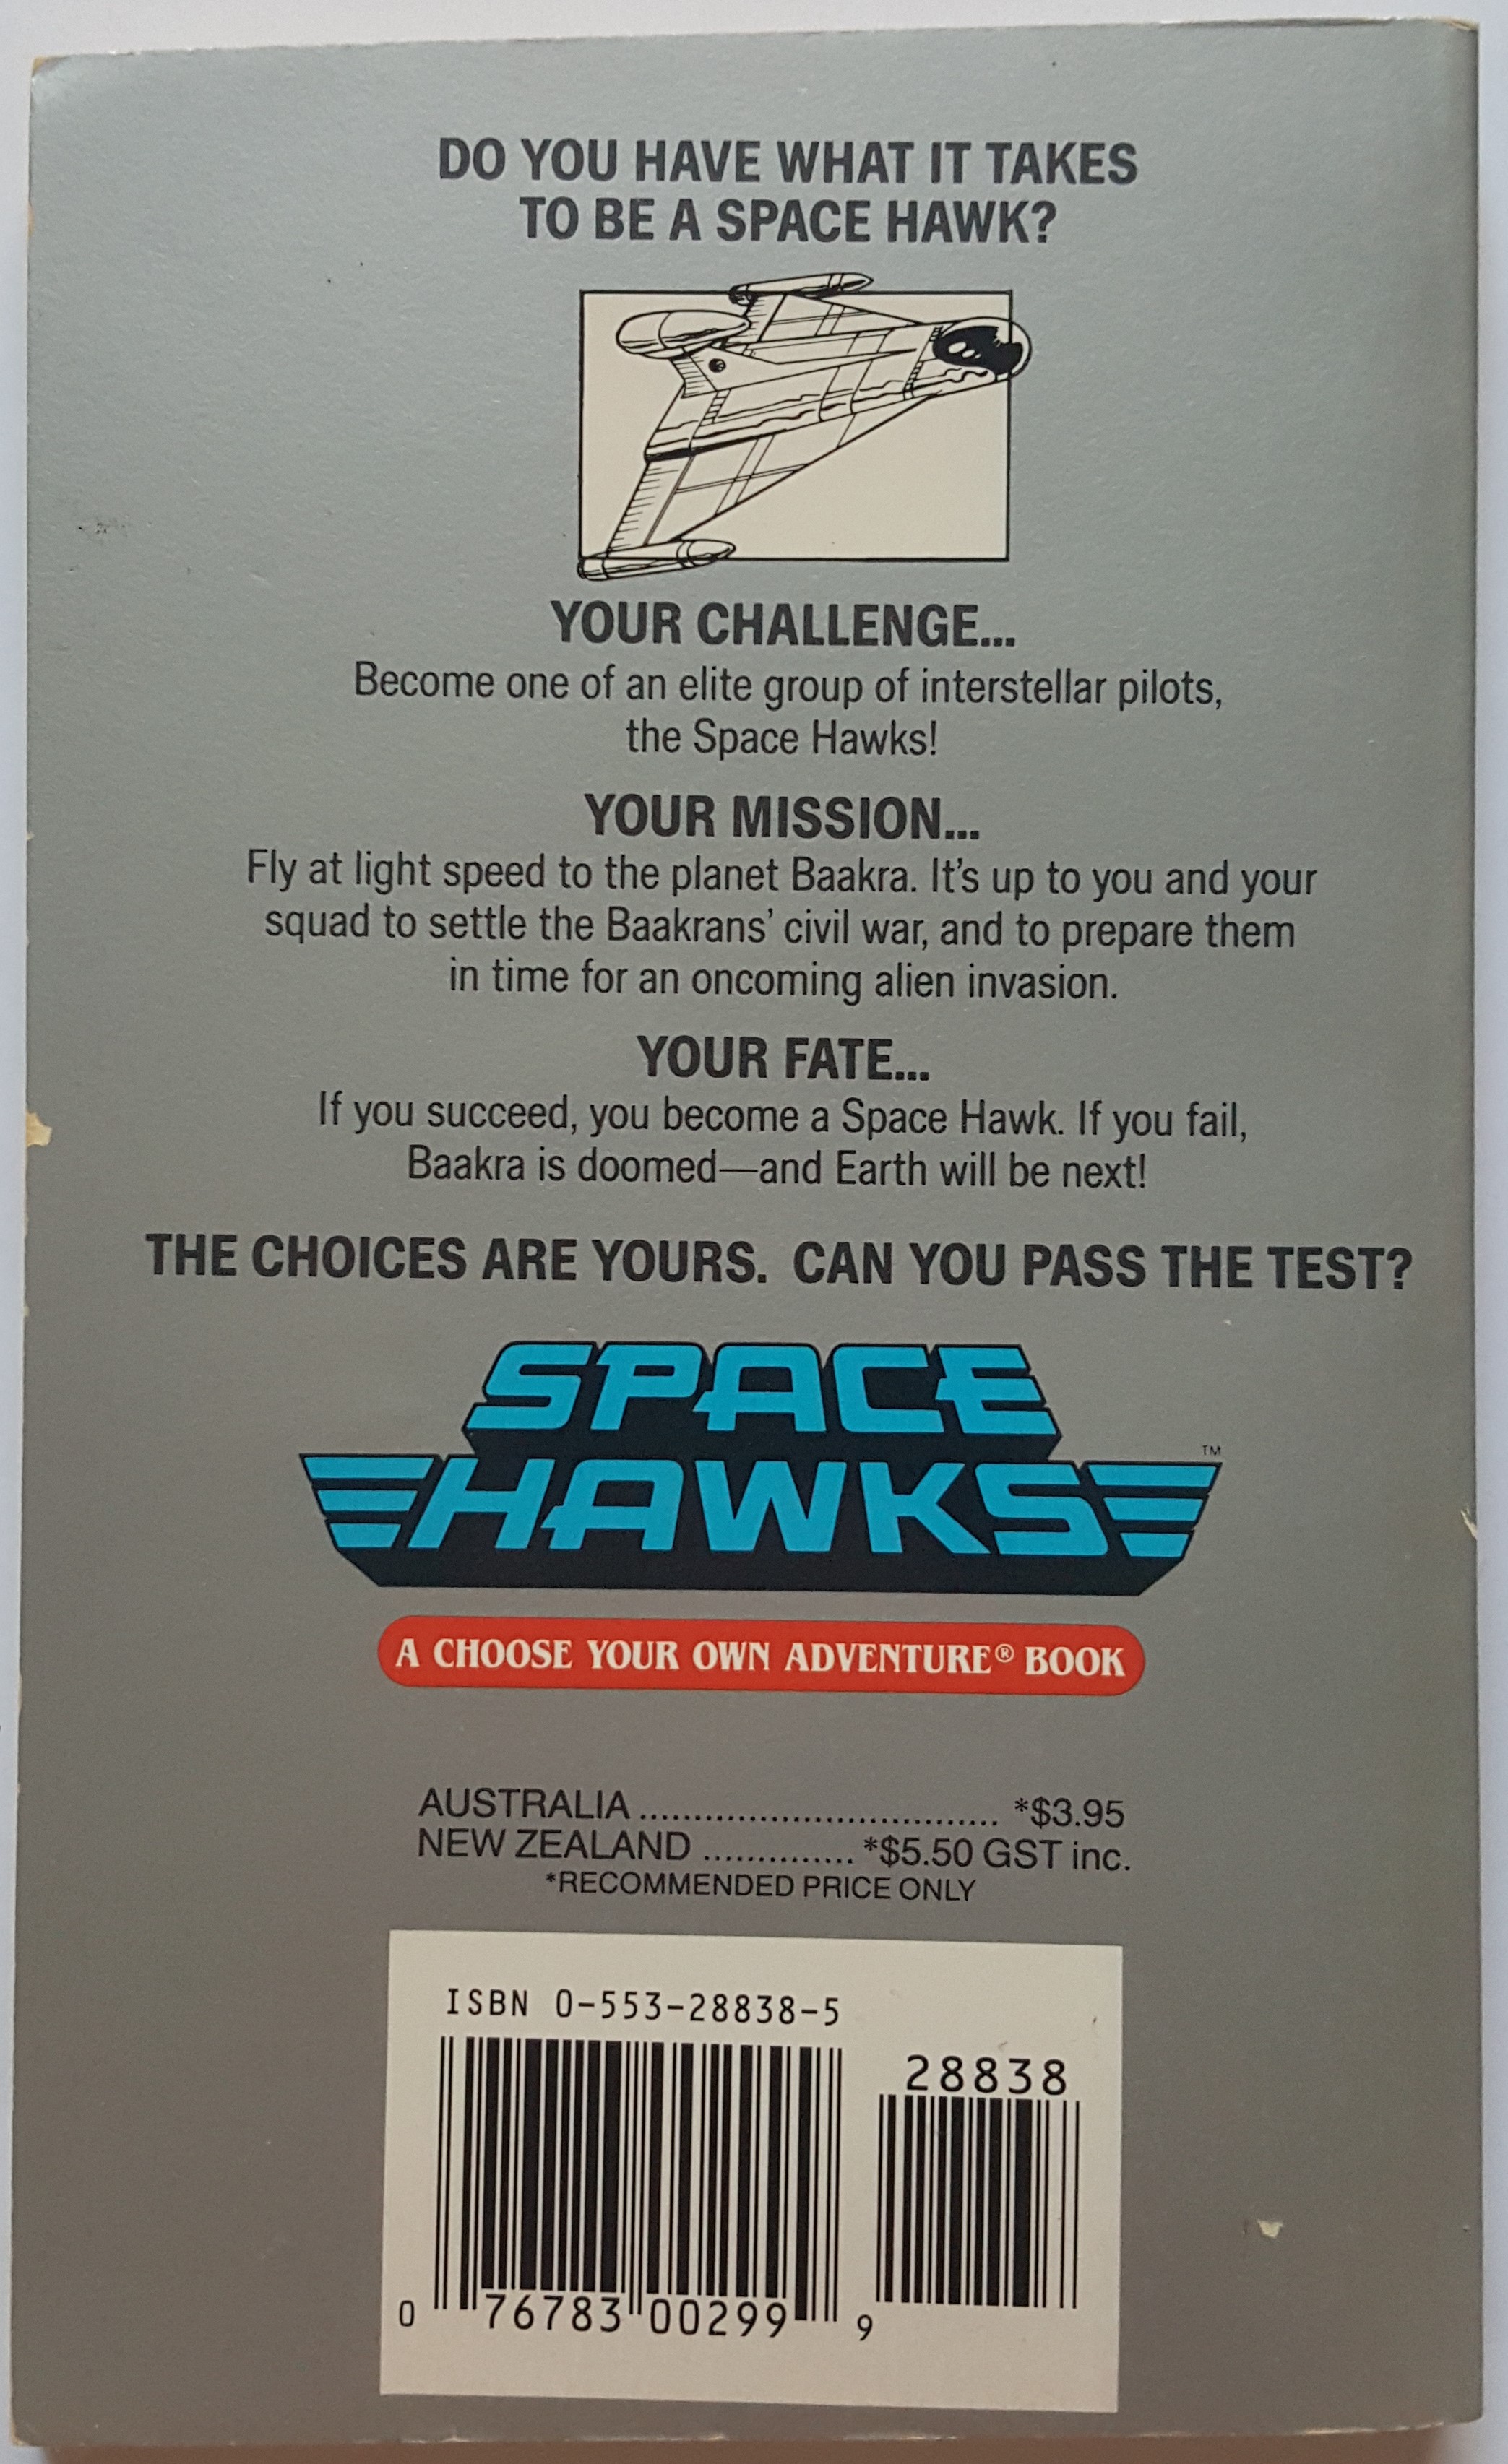 DO YOU HAVE WHAT IT TAKES
TO BE A SPACE HAWK?
YOUR CHALLENGE...
Become one of an elite group of interstellar pilots,
the Space Hawks!
YOUR MISSION...
Fly at light speed to the planet Baakra. It's up to you and your
squad to settle the Baakrans' civil war, and to prepare them
in time for an oncoming alien invasion.
YOUR FATE...
If you succeed, you become a Space Hawk. If you fail,
Baakra is doomed—and Earth will be next!
THE CHOICES ARE YOURS. CAN YOU PASS THE TEST?
SPACE
HAWKS™
A CHOOSE YOUR OWN ADVENTURE® BOOK
AUSTRALIA ................................. *$3.95
NEW ZEALAND .............. *$5.50 GST inc.
*RECOMMENDED PRICE ONLY
ISBN 0-553-28838-5
28838
0 76783 00299 9